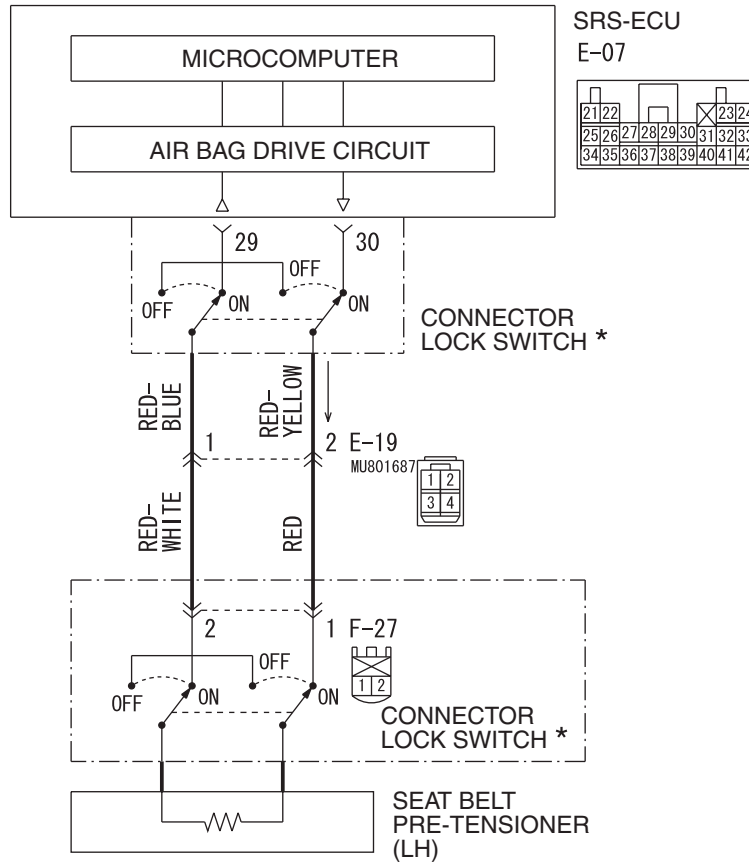 SRS-ECU
E-07
MICROCOMPUTER
AIR BAG DRIVE CIRCUIT
21 22 23 24
25 26 27 28 29 30 31 32 33
34 35 36 37 38 39 40 41 42
29 30
OFF ON OFF ON
CONNECTOR
LOCK SWITCH *
RED-
BLUE
RED-
YELLOW
1 2 E-19
MU801687
1 2
3 4
RED-
WHITE
RED
2 1 F-27
1 2
OFF ON OFF ON
CONNECTOR
LOCK SWITCH *
SEAT BELT
PRE-TENSIONER
(LH)